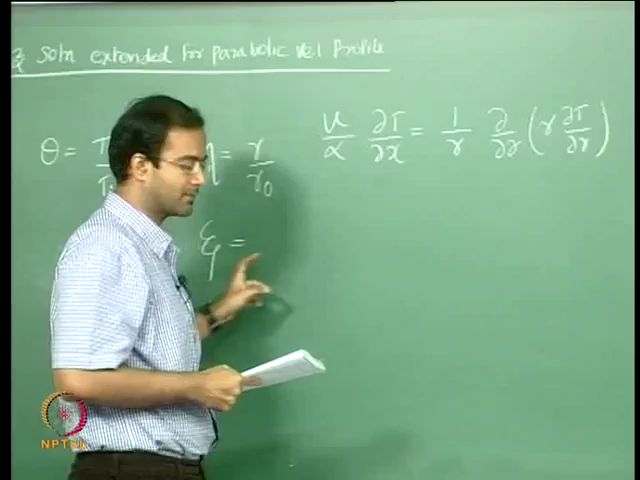 Soln extended for parabolic vel Profile
θ = η = r / r₀
u/α ∂T/∂x = 1/r ∂/∂r (r ∂T/∂r)
ξ =
NPTEL